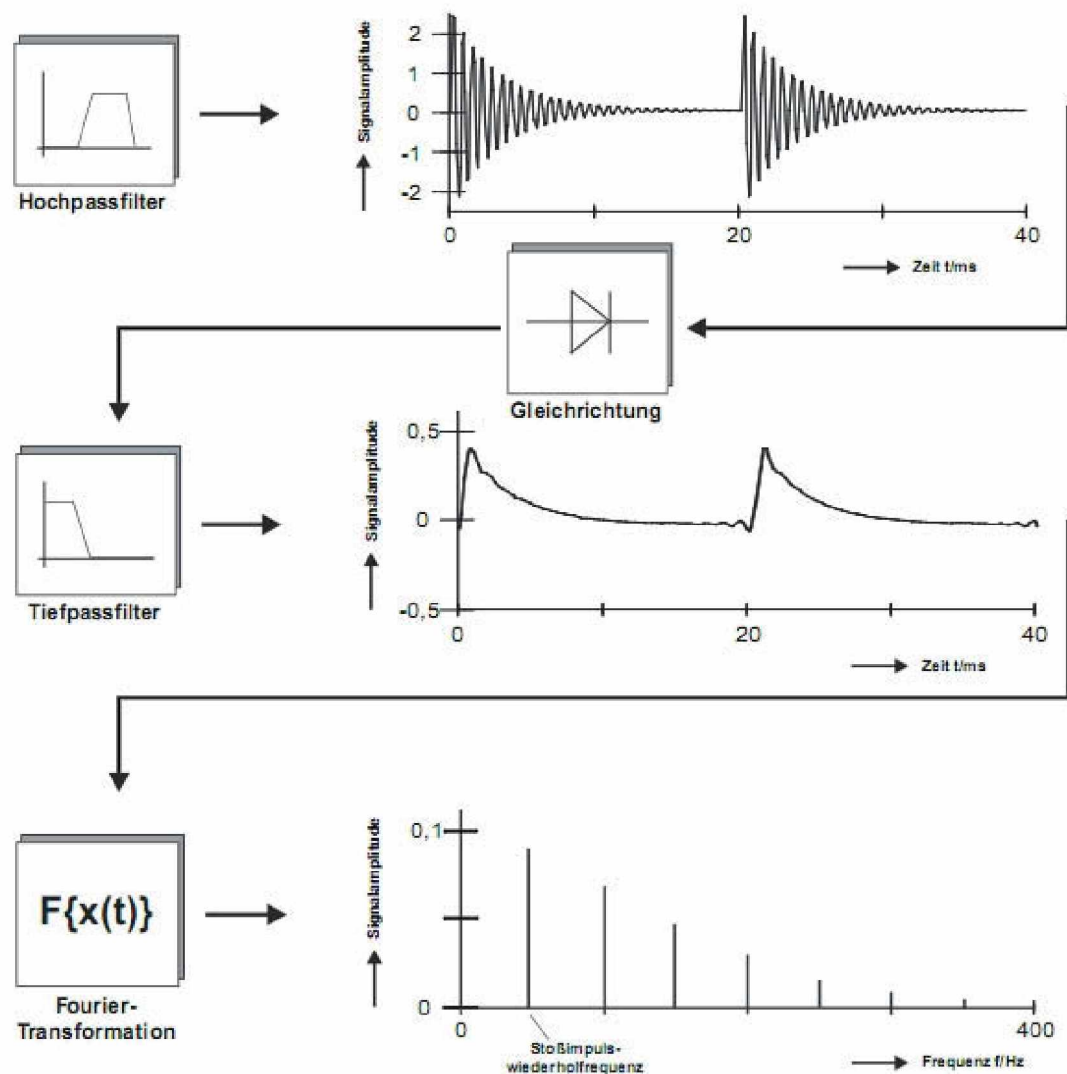 Hochpassfilter
Signalamplitude
2
1
0
-1
-2
0
20
40
Zeit t/ms
Gleichrichtung
Tiefpassfilter
Signalamplitude
0,5
0
-0,5
0
20
40
Zeit t/ms
F{x(t)}
Fourier-
Transformation
Signalamplitude
0,1
0
0
400
Stoßimpuls-
wiederholfrequenz
Frequenz f/Hz